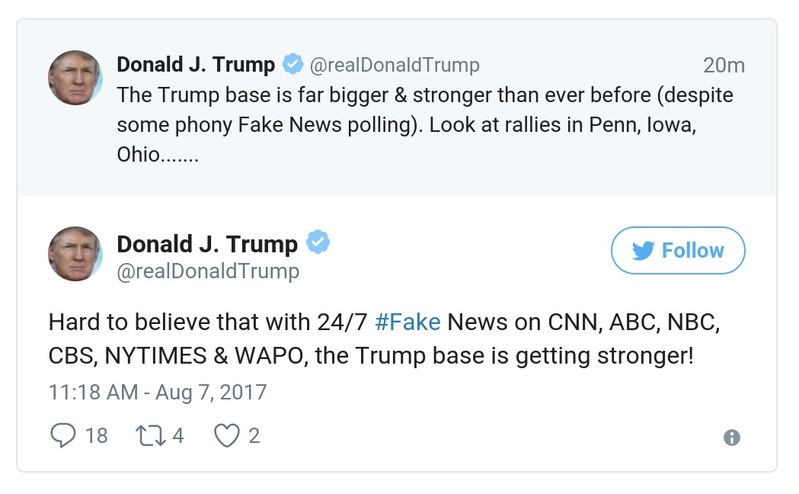 Donald J. Trump @realDonaldTrump 20m
The Trump base is far bigger & stronger than ever before (despite
some phony Fake News polling). Look at rallies in Penn, Iowa,
Ohio.......
Donald J. Trump
@realDonaldTrump
Follow
Hard to believe that with 24/7 #Fake News on CNN, ABC, NBC,
CBS, NYTIMES & WAPO, the Trump base is getting stronger!
11:18 AM - Aug 7, 2017
18 4 2